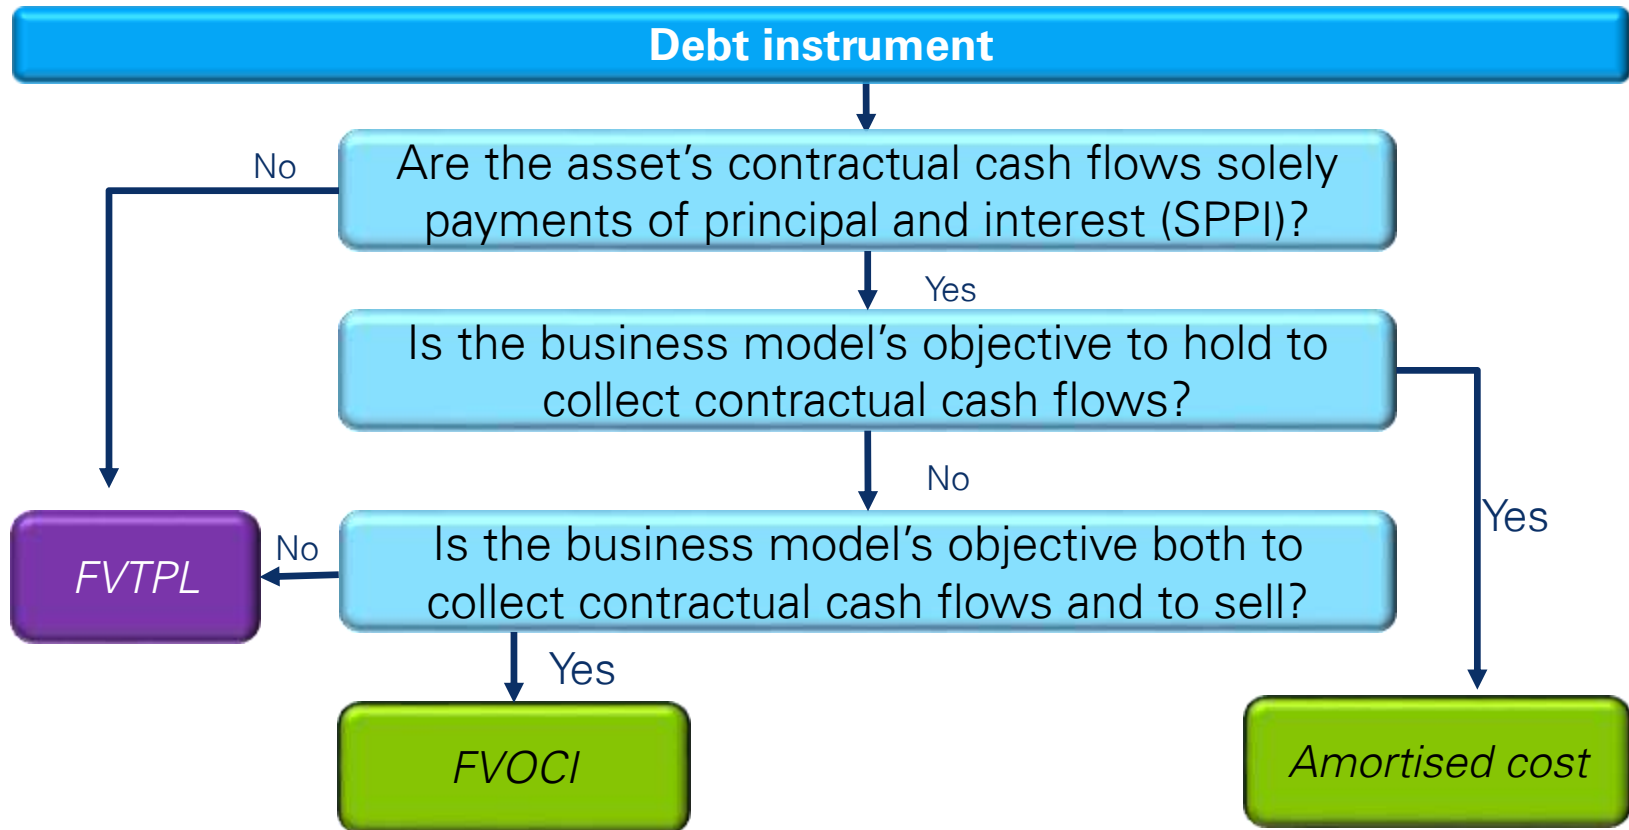 Debt instrument
No
Are the asset’s contractual cash flows solely
payments of principal and interest (SPPI)?
Yes
Is the business model’s objective to hold to
collect contractual cash flows?
No
Yes
FVTPL
No
Is the business model’s objective both to
collect contractual cash flows and to sell?
Yes
FVOCI
Amortised cost